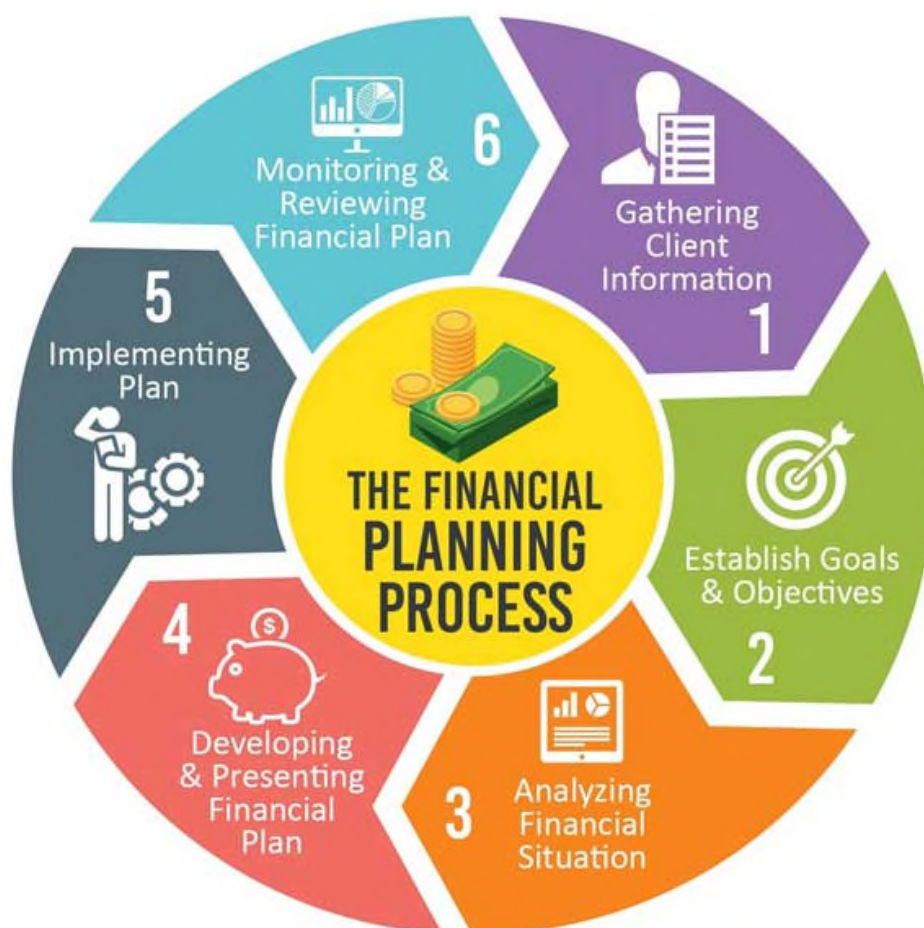 THE FINANCIAL
PLANNING
PROCESS
Gathering
Client
Information
1
Establish Goals
& Objectives
2
3
Analyzing
Financial
Situation
4
$
Developing
& Presenting
Financial
Plan
5
Implementing
Plan
6
Monitoring &
Reviewing
Financial Plan